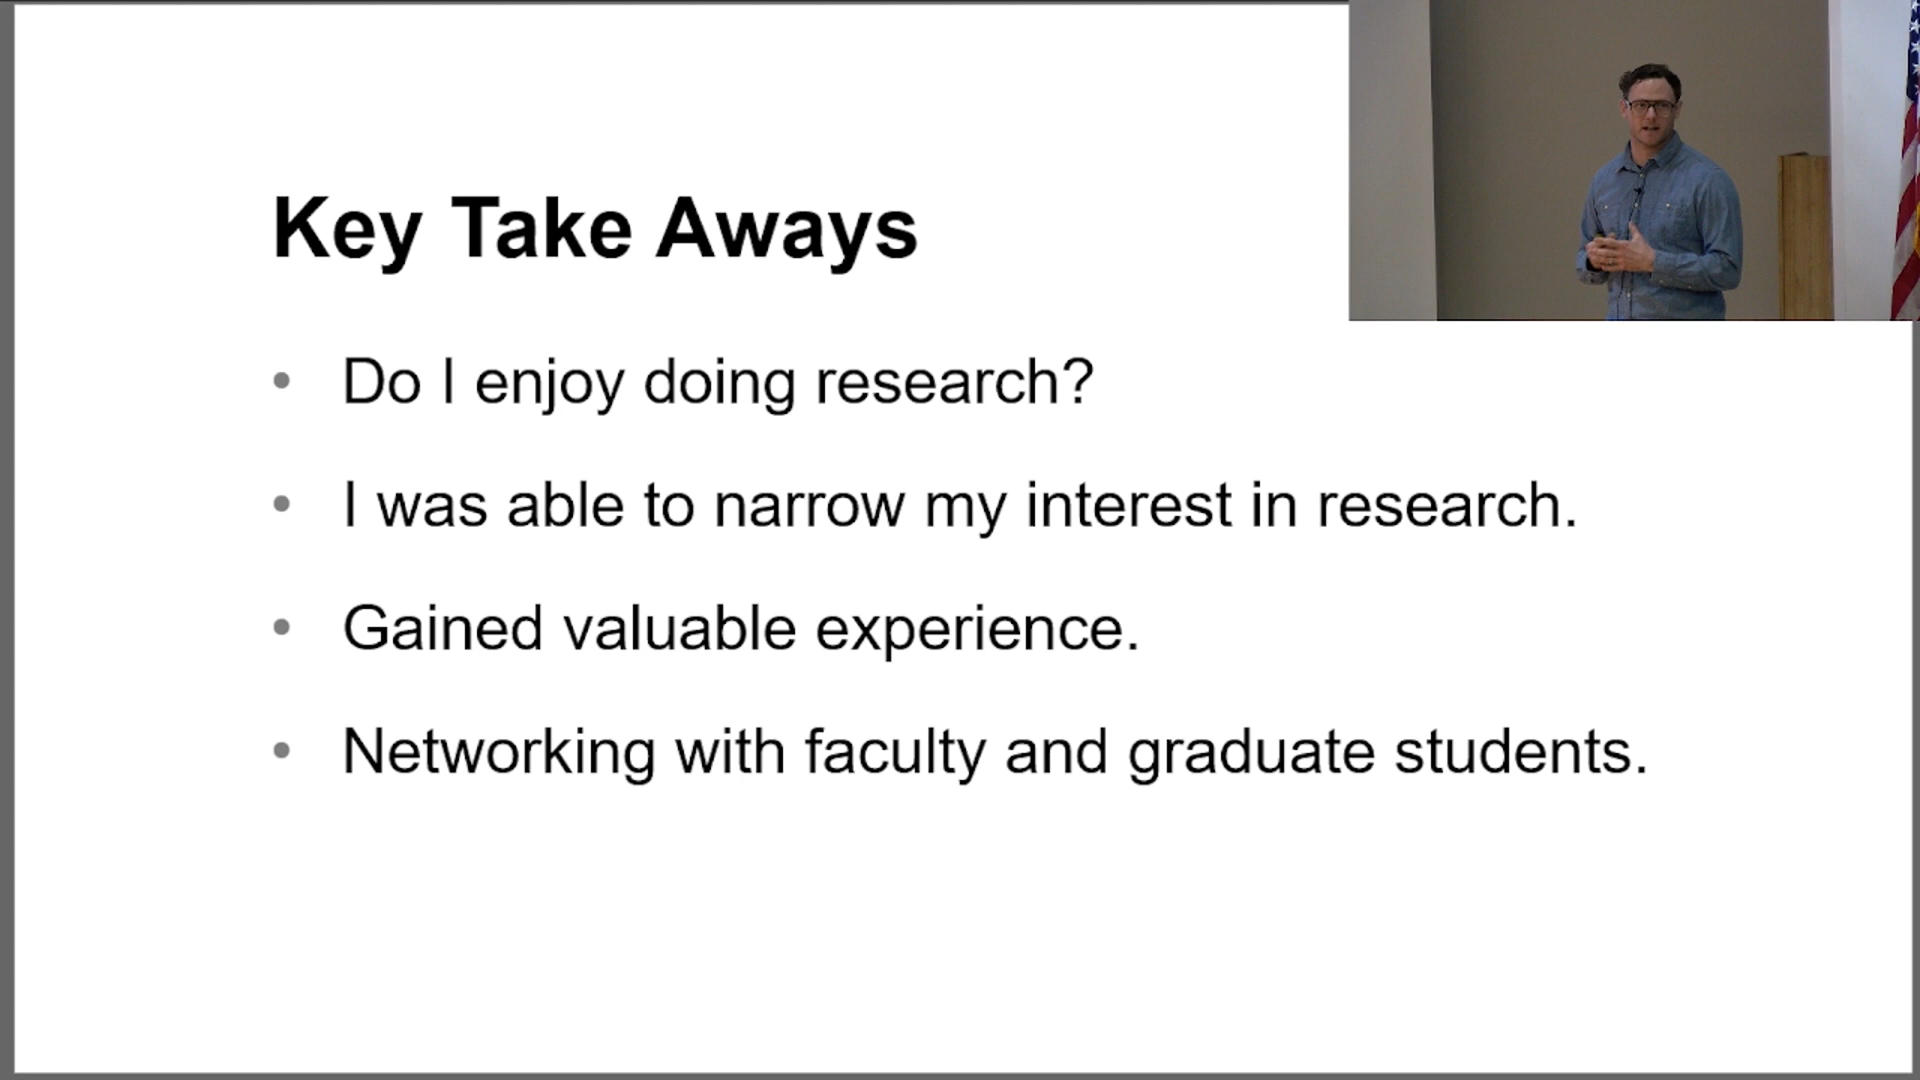 Key Take Aways
• Do I enjoy doing research?
• I was able to narrow my interest in research.
• Gained valuable experience.
• Networking with faculty and graduate students.